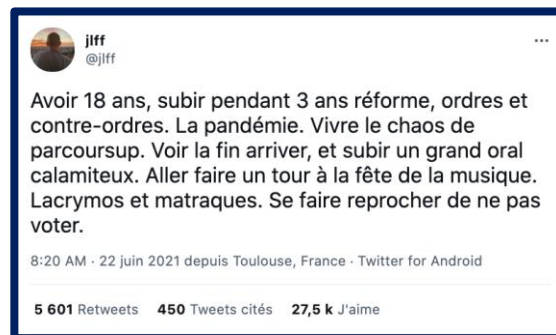 jlff
@jlff
...
Avoir 18 ans, subir pendant 3 ans réforme, ordres et
contre-ordres. La pandémie. Vivre le chaos de
parcoursup. Voir la fin arriver, et subir un grand oral
calamiteux. Aller faire un tour à la fête de la musique.
Lacrymos et matraques. Se faire reprocher de ne pas
voter.
8:20 AM · 22 juin 2021 depuis Toulouse, France · Twitter for Android
5 601 Retweets 450 Tweets cités 27,5 k J'aime